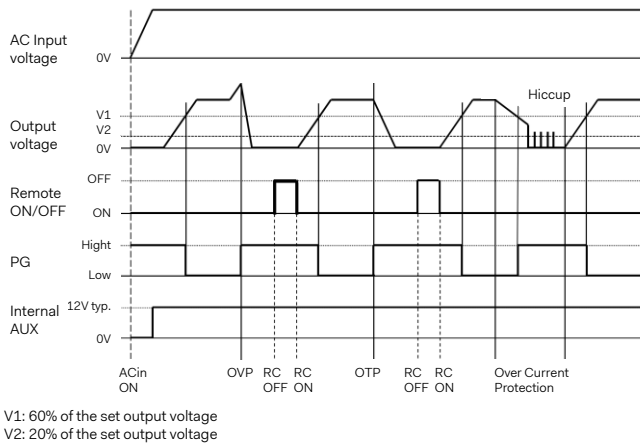 AC Input
voltage
0V
Hiccup
Output
voltage
V1
V2
0V
Remote
ON/OFF
OFF
ON
PG
Hight
Low
Internal
AUX
12V typ.
0V
ACin
ON
OVP
RC
OFF
RC
ON
OTP
RC
OFF
RC
ON
Over Current
Protection
V1: 60% of the set output voltage
V2: 20% of the set output voltage